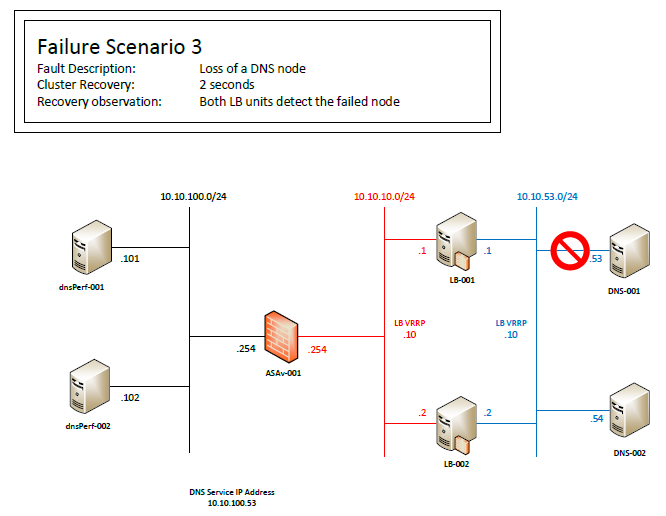 Failure Scenario 3
Fault Description: Loss of a DNS node
Cluster Recovery: 2 seconds
Recovery observation: Both LB units detect the failed node
10.10.100.0/24 10.10.10.0/24 10.10.53.0/24
.101 .1 .1 .53
dnsPerf-001 LB-001 DNS-001
LB VRRP LB VRRP
.10 .10
.254 .254
ASAv-001
.102 .2 .2 .54
dnsPerf-002 LB-002 DNS-002
DNS Service IP Address
10.10.100.53